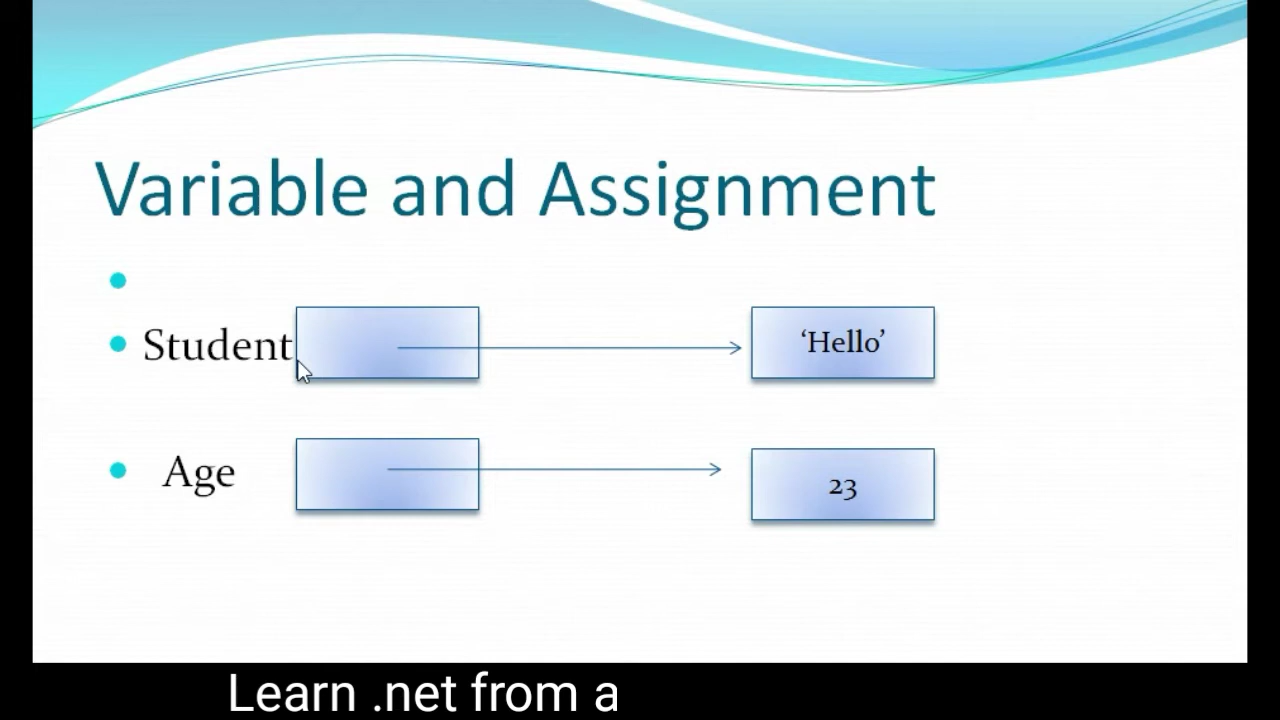 Variable and Assignment
Student
‘Hello’
Age
23
Learn .net from a